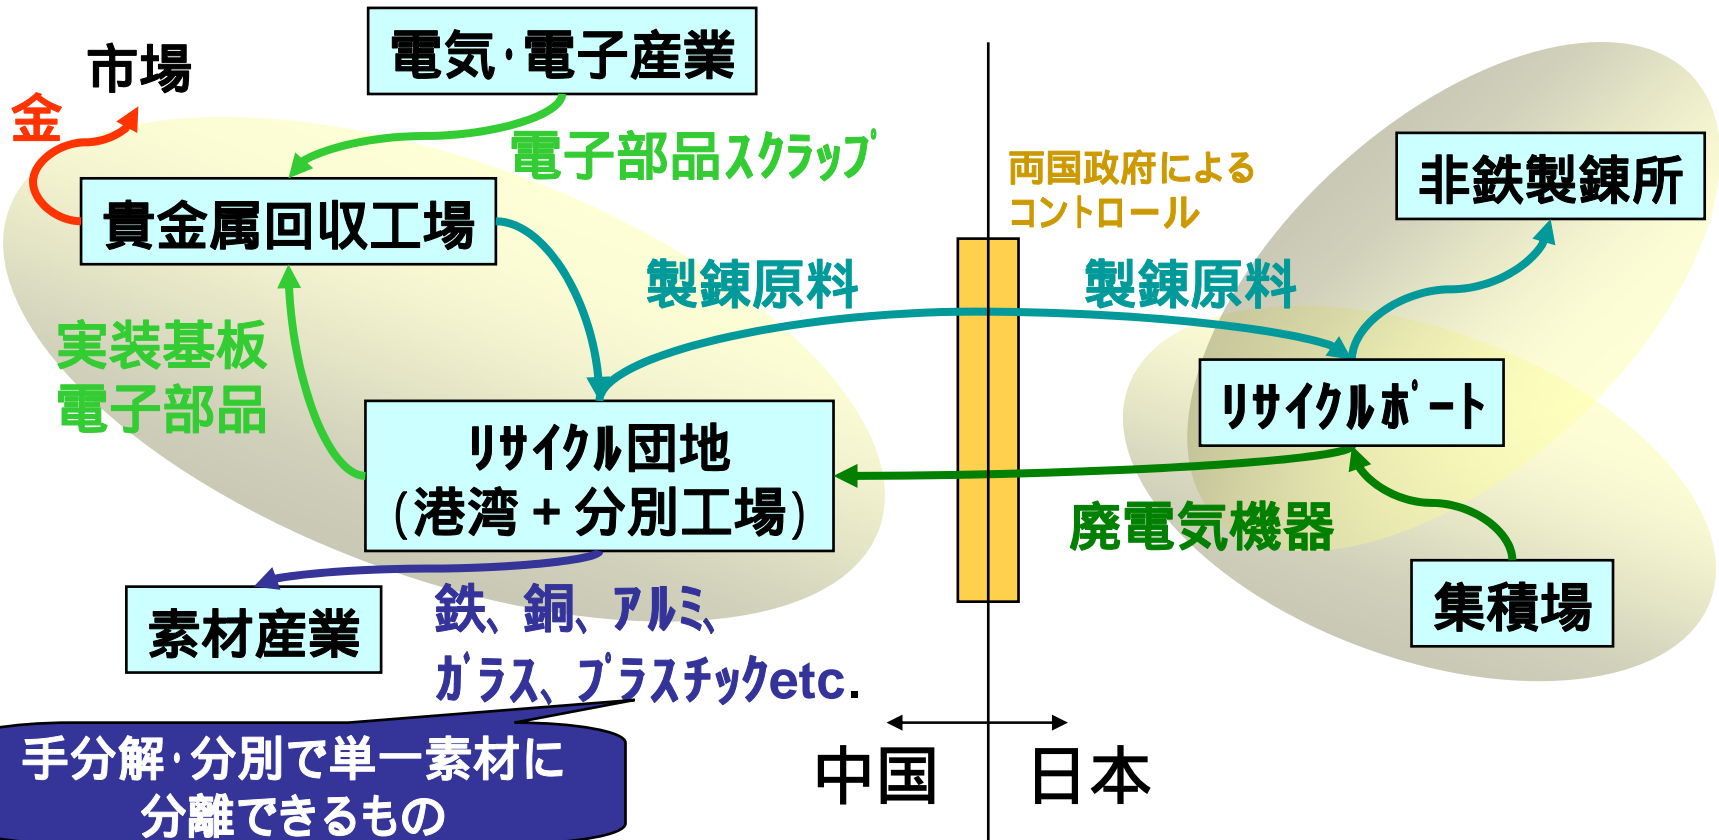 電気・電子産業
市場
金
電子部品ｽｸﾗｯﾌﾟ
両国政府による
コントロール
非鉄製錬所
貴金属回収工場
製錬原料
製錬原料
実装基板
電子部品
ﾘｻｲｸﾙﾎﾟｰﾄ
ﾘｻｲｸﾙ団地
(港湾＋分別工場)
廃電気機器
集積場
素材産業
鉄、銅、ｱﾙﾐ、
ｶﾞﾗｽ、ﾌﾟﾗｽﾁｯｸetc.
手分解・分別で単一素材に
分離できるもの
中国
日本